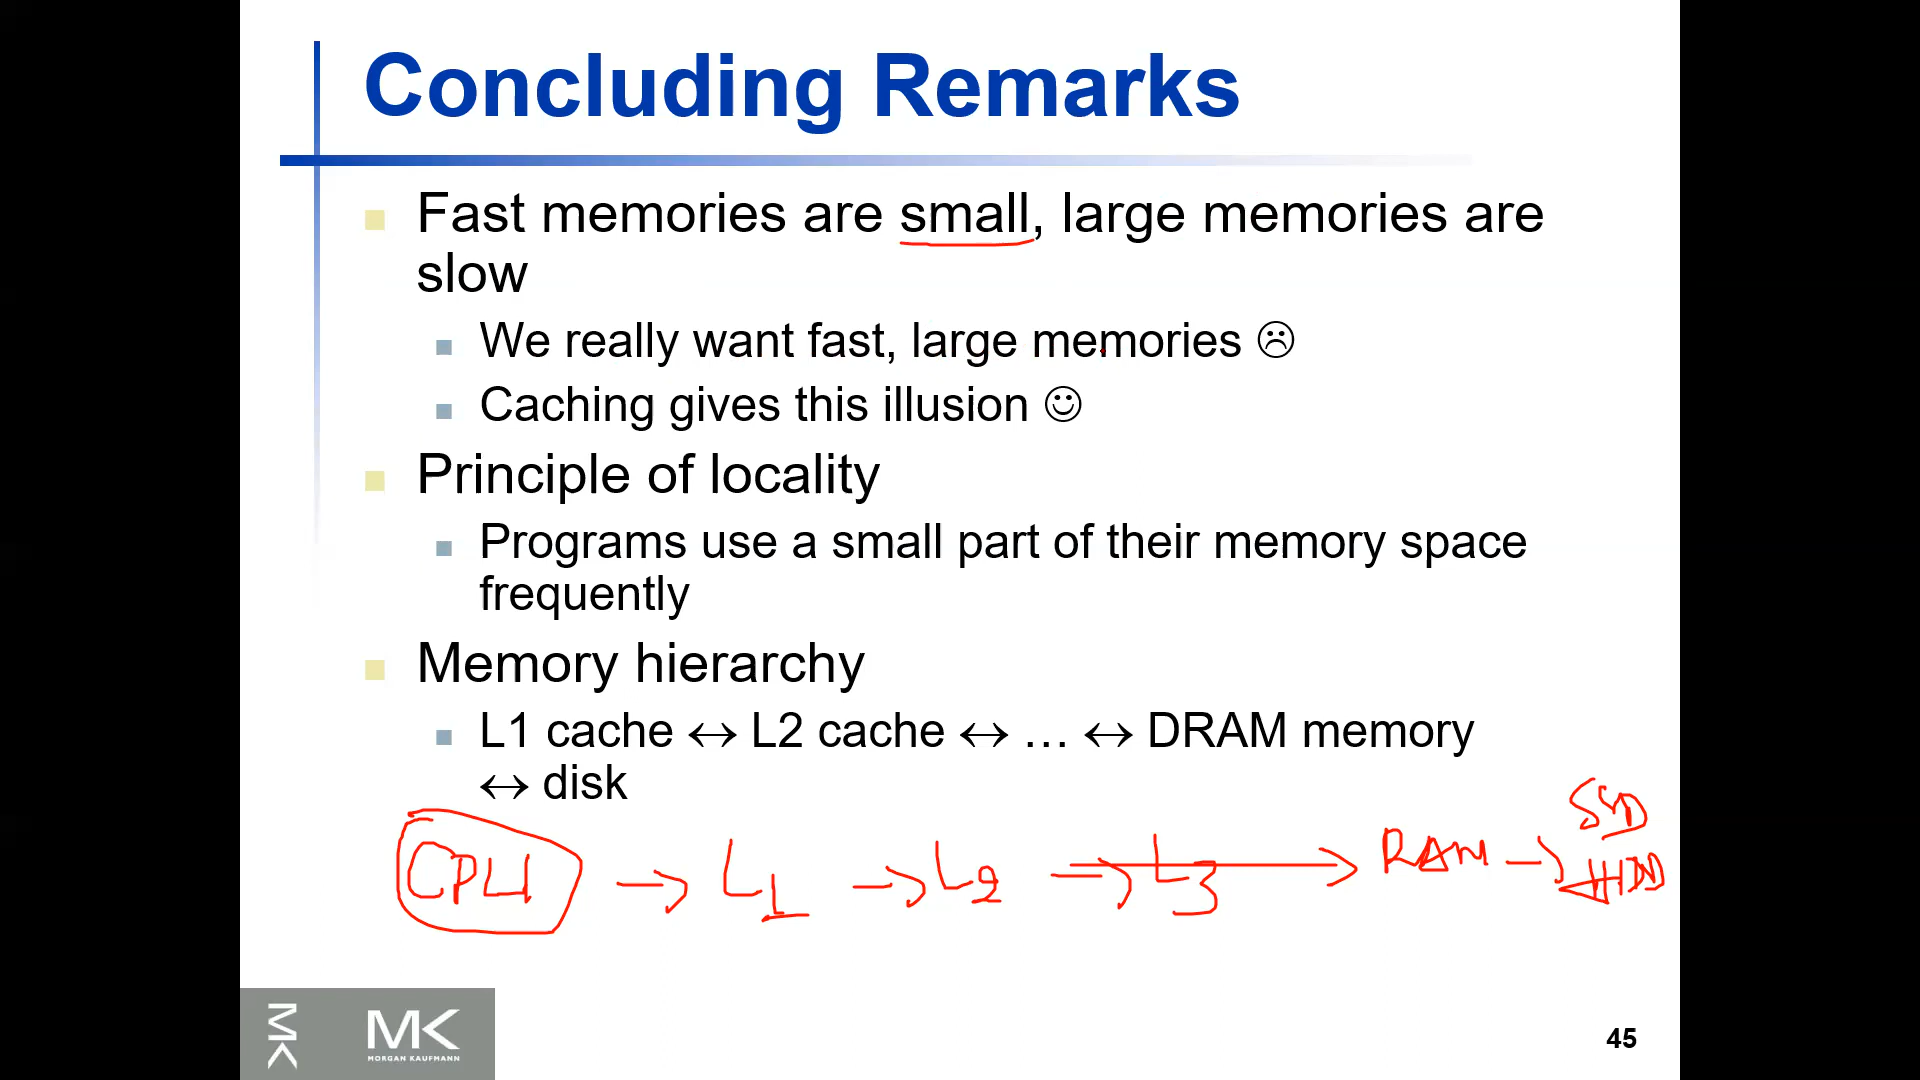 Concluding Remarks
Fast memories are small, large memories are
slow
We really want fast, large memories ☹
Caching gives this illusion ☺
Principle of locality
Programs use a small part of their memory space
frequently
Memory hierarchy
L1 cache ↔ L2 cache ↔ … ↔ DRAM memory
↔ disk
SSD
CPU → L1 → L2 → L3 → RAM → HDD
MK
MK
MORGAN KAUFMANN
45